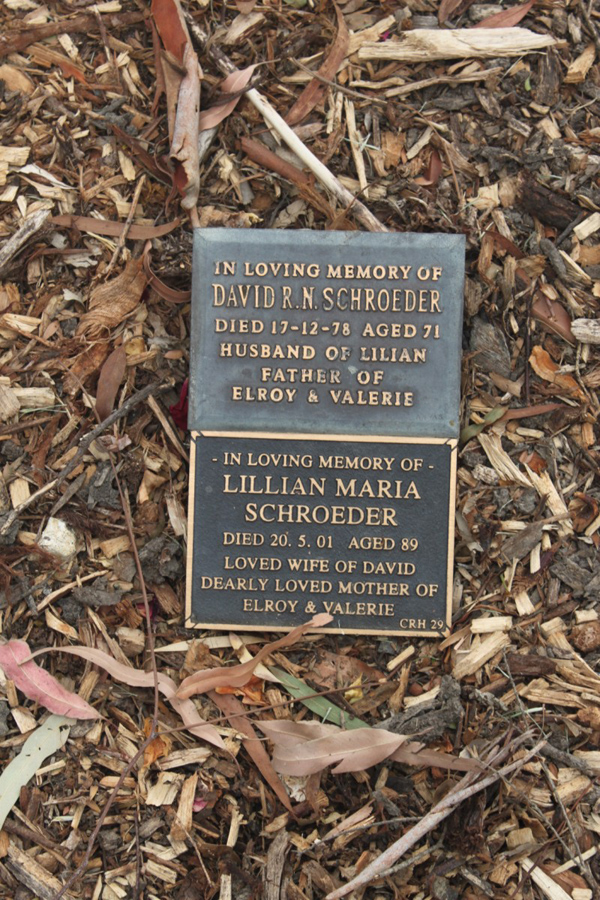 IN LOVING MEMORY OF
DAVID R.N. SCHROEDER
DIED 17-12-78 AGED 71
HUSBAND OF LILIAN
FATHER OF
ELROY & VALERIE
- IN LOVING MEMORY OF -
LILLIAN MARIA
SCHROEDER
DIED 20. 5. 01 AGED 89
LOVED WIFE OF DAVID
DEARLY LOVED MOTHER OF
ELROY & VALERIE
CRH 29